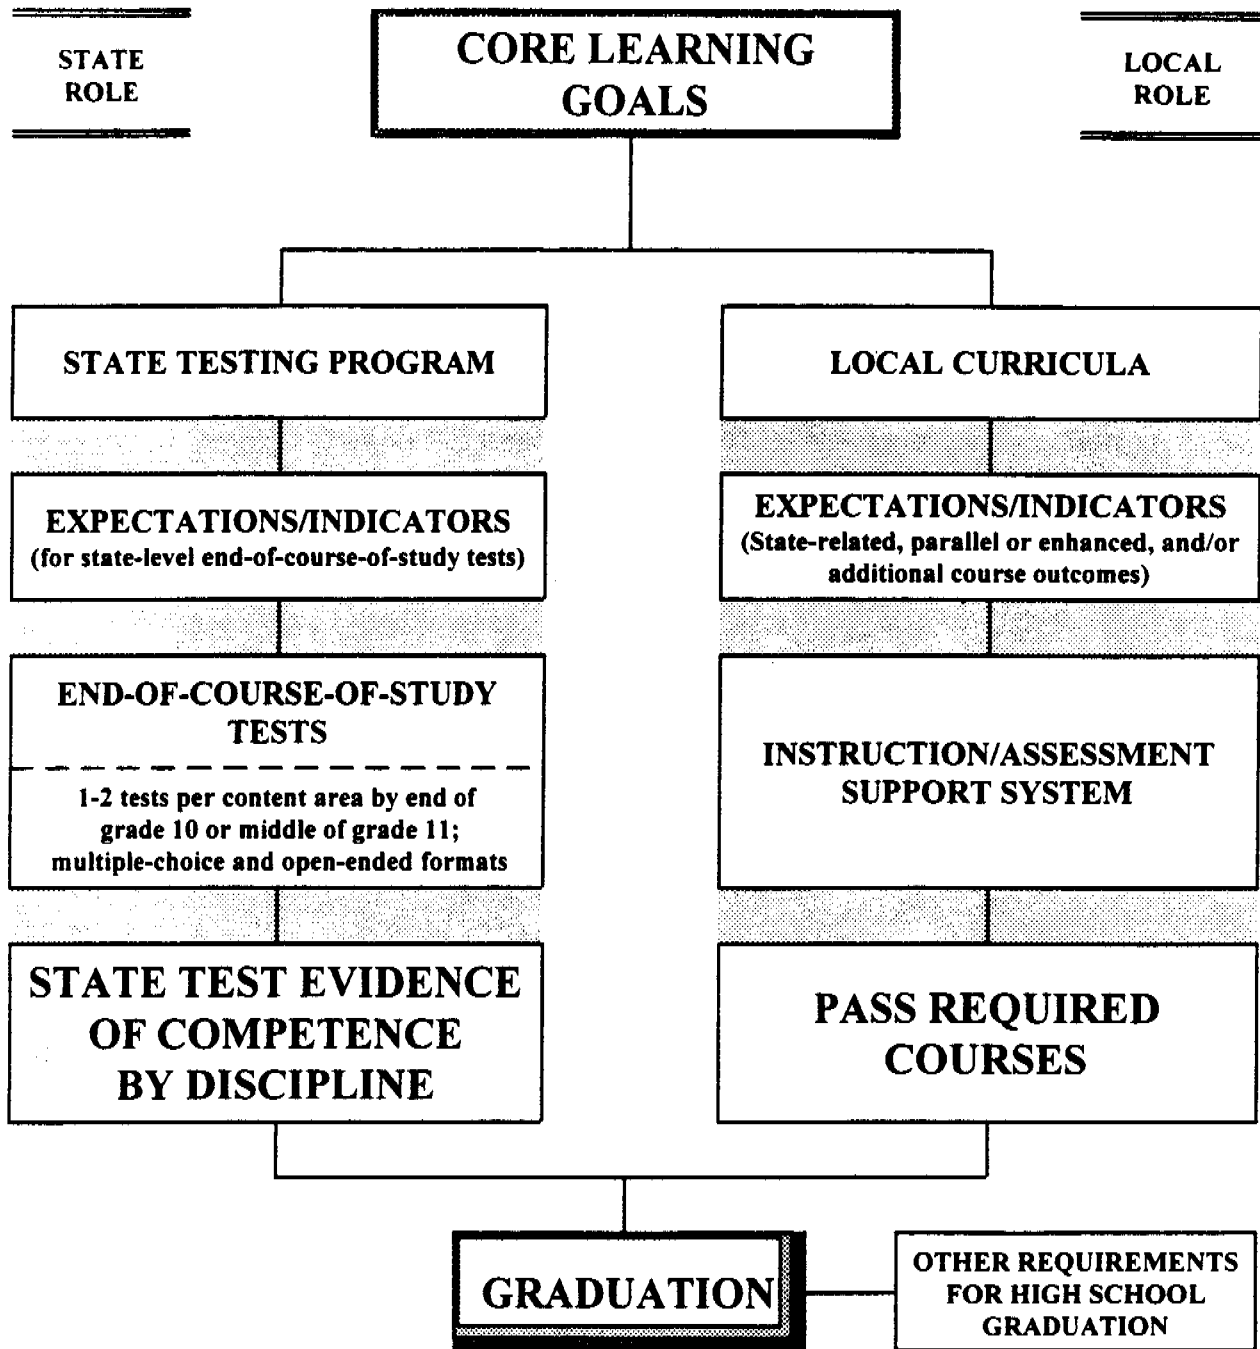 STATE
ROLE
CORE LEARNING
GOALS
LOCAL
ROLE
STATE TESTING PROGRAM
LOCAL CURRICULA
EXPECTATIONS/INDICATORS
(for state-level end-of-course-of-study tests)
EXPECTATIONS/INDICATORS
(State-related, parallel or enhanced, and/or
additional course outcomes)
END-OF-COURSE-OF-STUDY
TESTS
1-2 tests per content area by end of
grade 10 or middle of grade 11;
multiple-choice and open-ended formats
INSTRUCTION/ASSESSMENT
SUPPORT SYSTEM
STATE TEST EVIDENCE
OF COMPETENCE
BY DISCIPLINE
PASS REQUIRED
COURSES
GRADUATION
OTHER REQUIREMENTS
FOR HIGH SCHOOL
GRADUATION